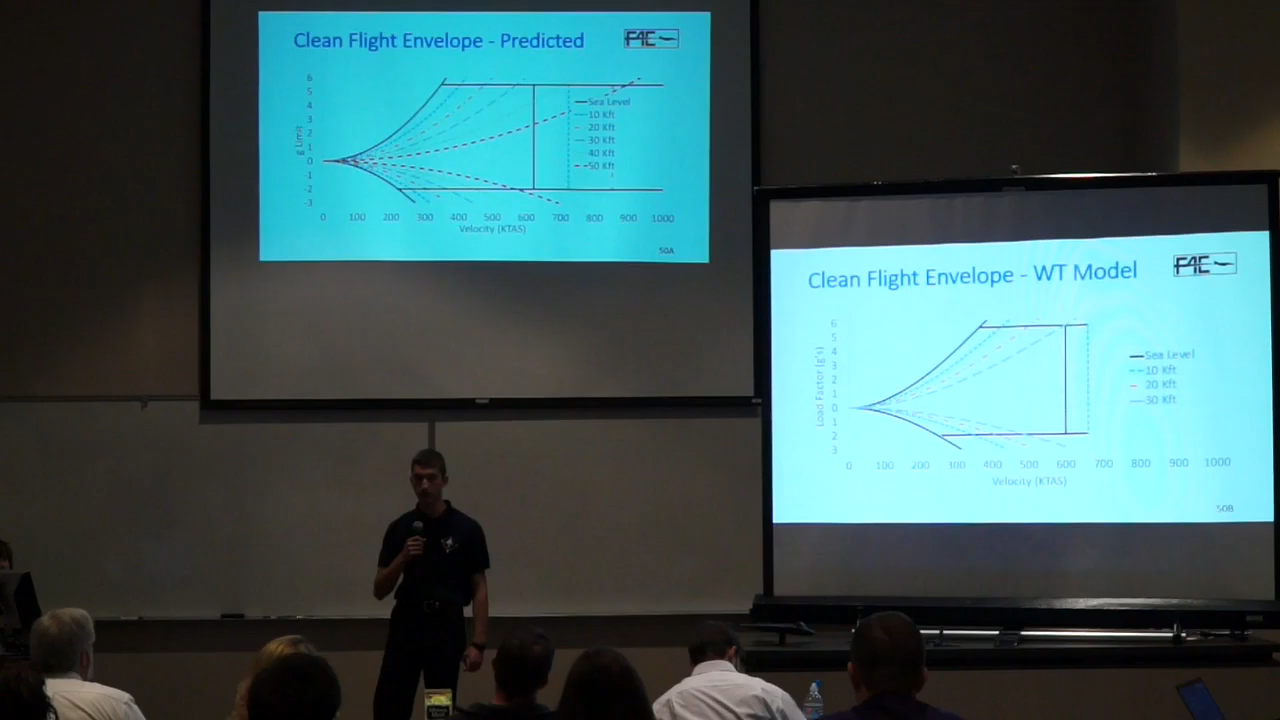 Clean Flight Envelope - Predicted
F4E
6
5
4
3
2
1
0
-1
-2
-3
g Limit
Sea Level
10 Kft
20 Kft
30 Kft
40 Kft
50 Kft
0 100 200 300 400 500 600 700 800 900 1000
Velocity (KTAS)
50A
Clean Flight Envelope - WT Model
F4E
6
5
4
3
2
1
0
1
2
3
Load Factor (g's)
Sea Level
10 Kft
20 Kft
30 Kft
0 100 200 300 400 500 600 700 800 900 1000
Velocity (KTAS)
50B